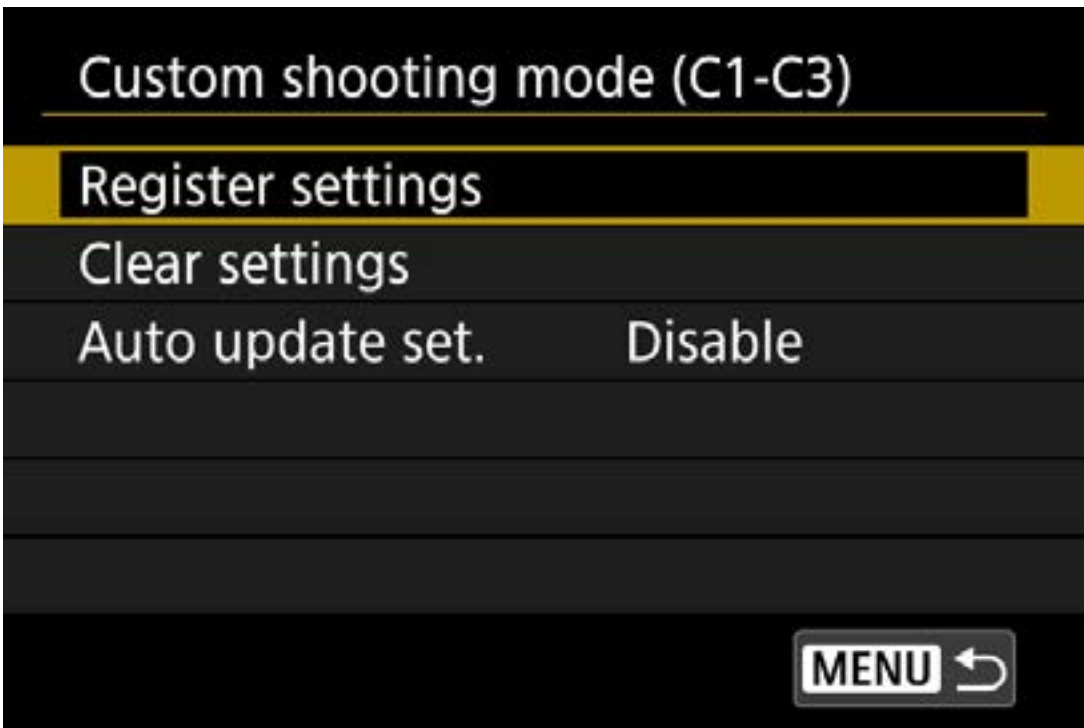 Custom shooting mode (C1-C3)
Register settings
Clear settings
Auto update set. Disable
MENU